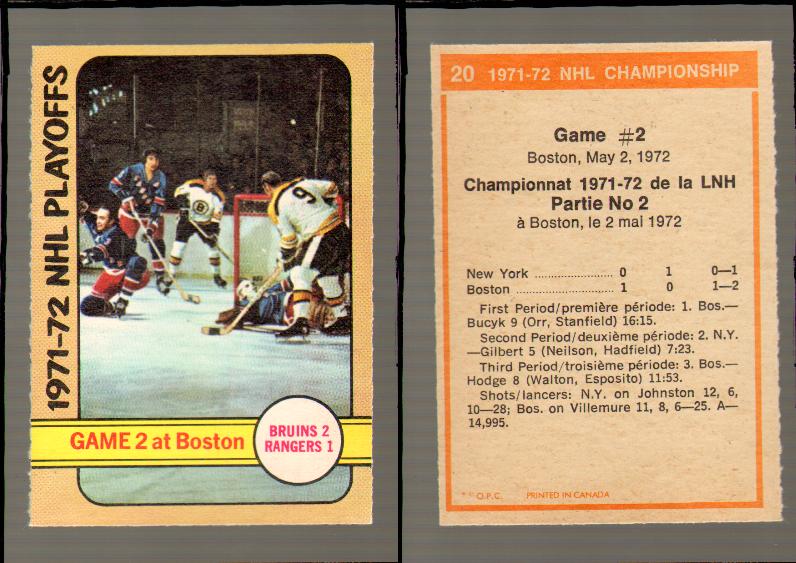 1971-72 NHL PLAYOFFS
9
B
GAME 2 at Boston
BRUINS 2
RANGERS 1
20 1971-72 NHL CHAMPIONSHIP
Game #2
Boston, May 2, 1972
Championnat 1971-72 de la LNH
Partie No 2
à Boston, le 2 mai 1972
New York ........................ 0 1 0—1
Boston ............................. 1 0 1—2
First Period/première période: 1. Bos.—
Bucyk 9 (Orr, Stanfield) 16:15.
Second Period/deuxième période: 2. N.Y.
—Gilbert 5 (Neilson, Hadfield) 7:23.
Third Period/troisième période: 3. Bos.—
Hodge 8 (Walton, Esposito) 11:53.
Shots/lancers: N.Y. on Johnston 12, 6,
10—28; Bos. on Villemure 11, 8, 6—25. A—
14,995.
O.P.C. PRINTED IN CANADA